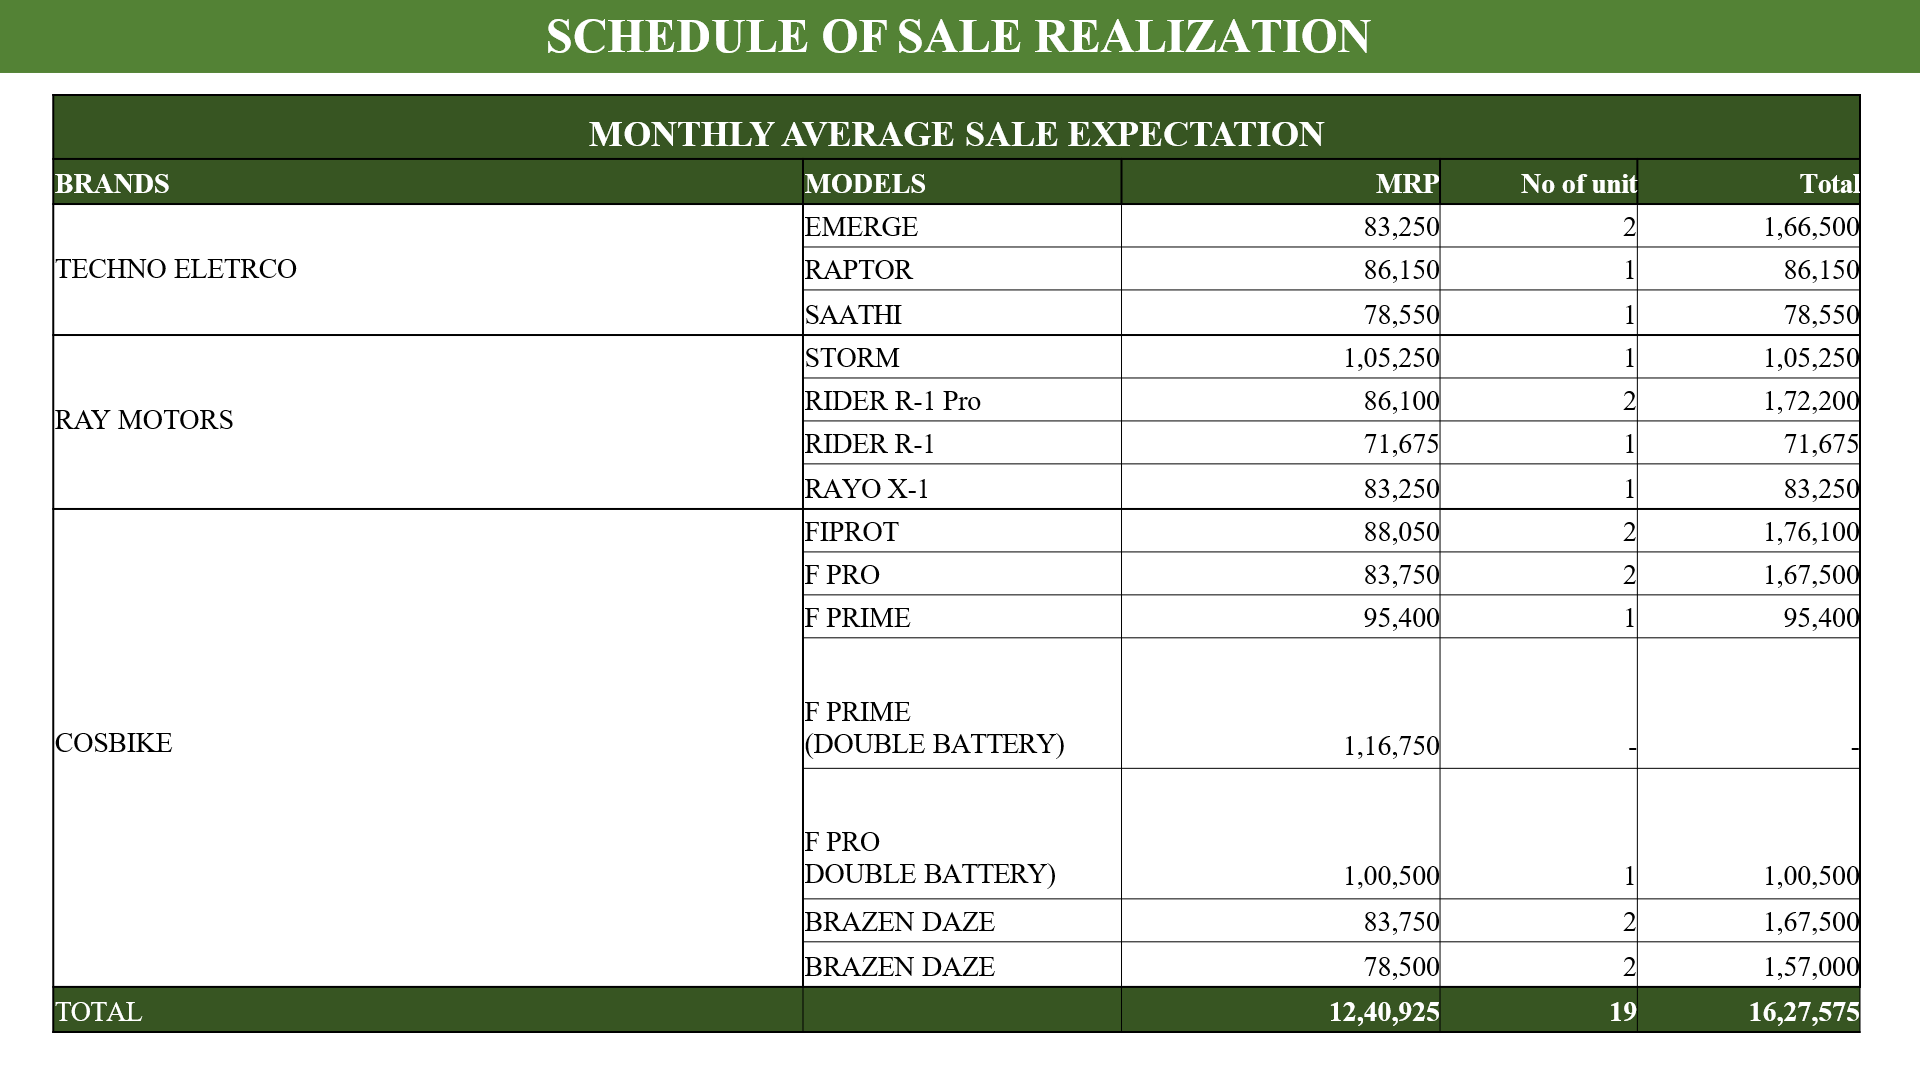 SCHEDULE OF SALE REALIZATION
MONTHLY AVERAGE SALE EXPECTATION
BRANDS MODELS MRP No of unit Total
TECHNO ELETRCO
EMERGE 83,250 2 1,66,500
RAPTOR 86,150 1 86,150
SAATHI 78,550 1 78,550
RAY MOTORS
STORM 1,05,250 1 1,05,250
RIDER R-1 Pro 86,100 2 1,72,200
RIDER R-1 71,675 1 71,675
RAYO X-1 83,250 1 83,250
COSBIKE
FIPROT 88,050 2 1,76,100
F PRO 83,750 2 1,67,500
F PRIME 95,400 1 95,400
F PRIME
(DOUBLE BATTERY) 1,16,750 - -
F PRO
DOUBLE BATTERY) 1,00,500 1 1,00,500
BRAZEN DAZE 83,750 2 1,67,500
BRAZEN DAZE 78,500 2 1,57,000
TOTAL 12,40,925 19 16,27,575